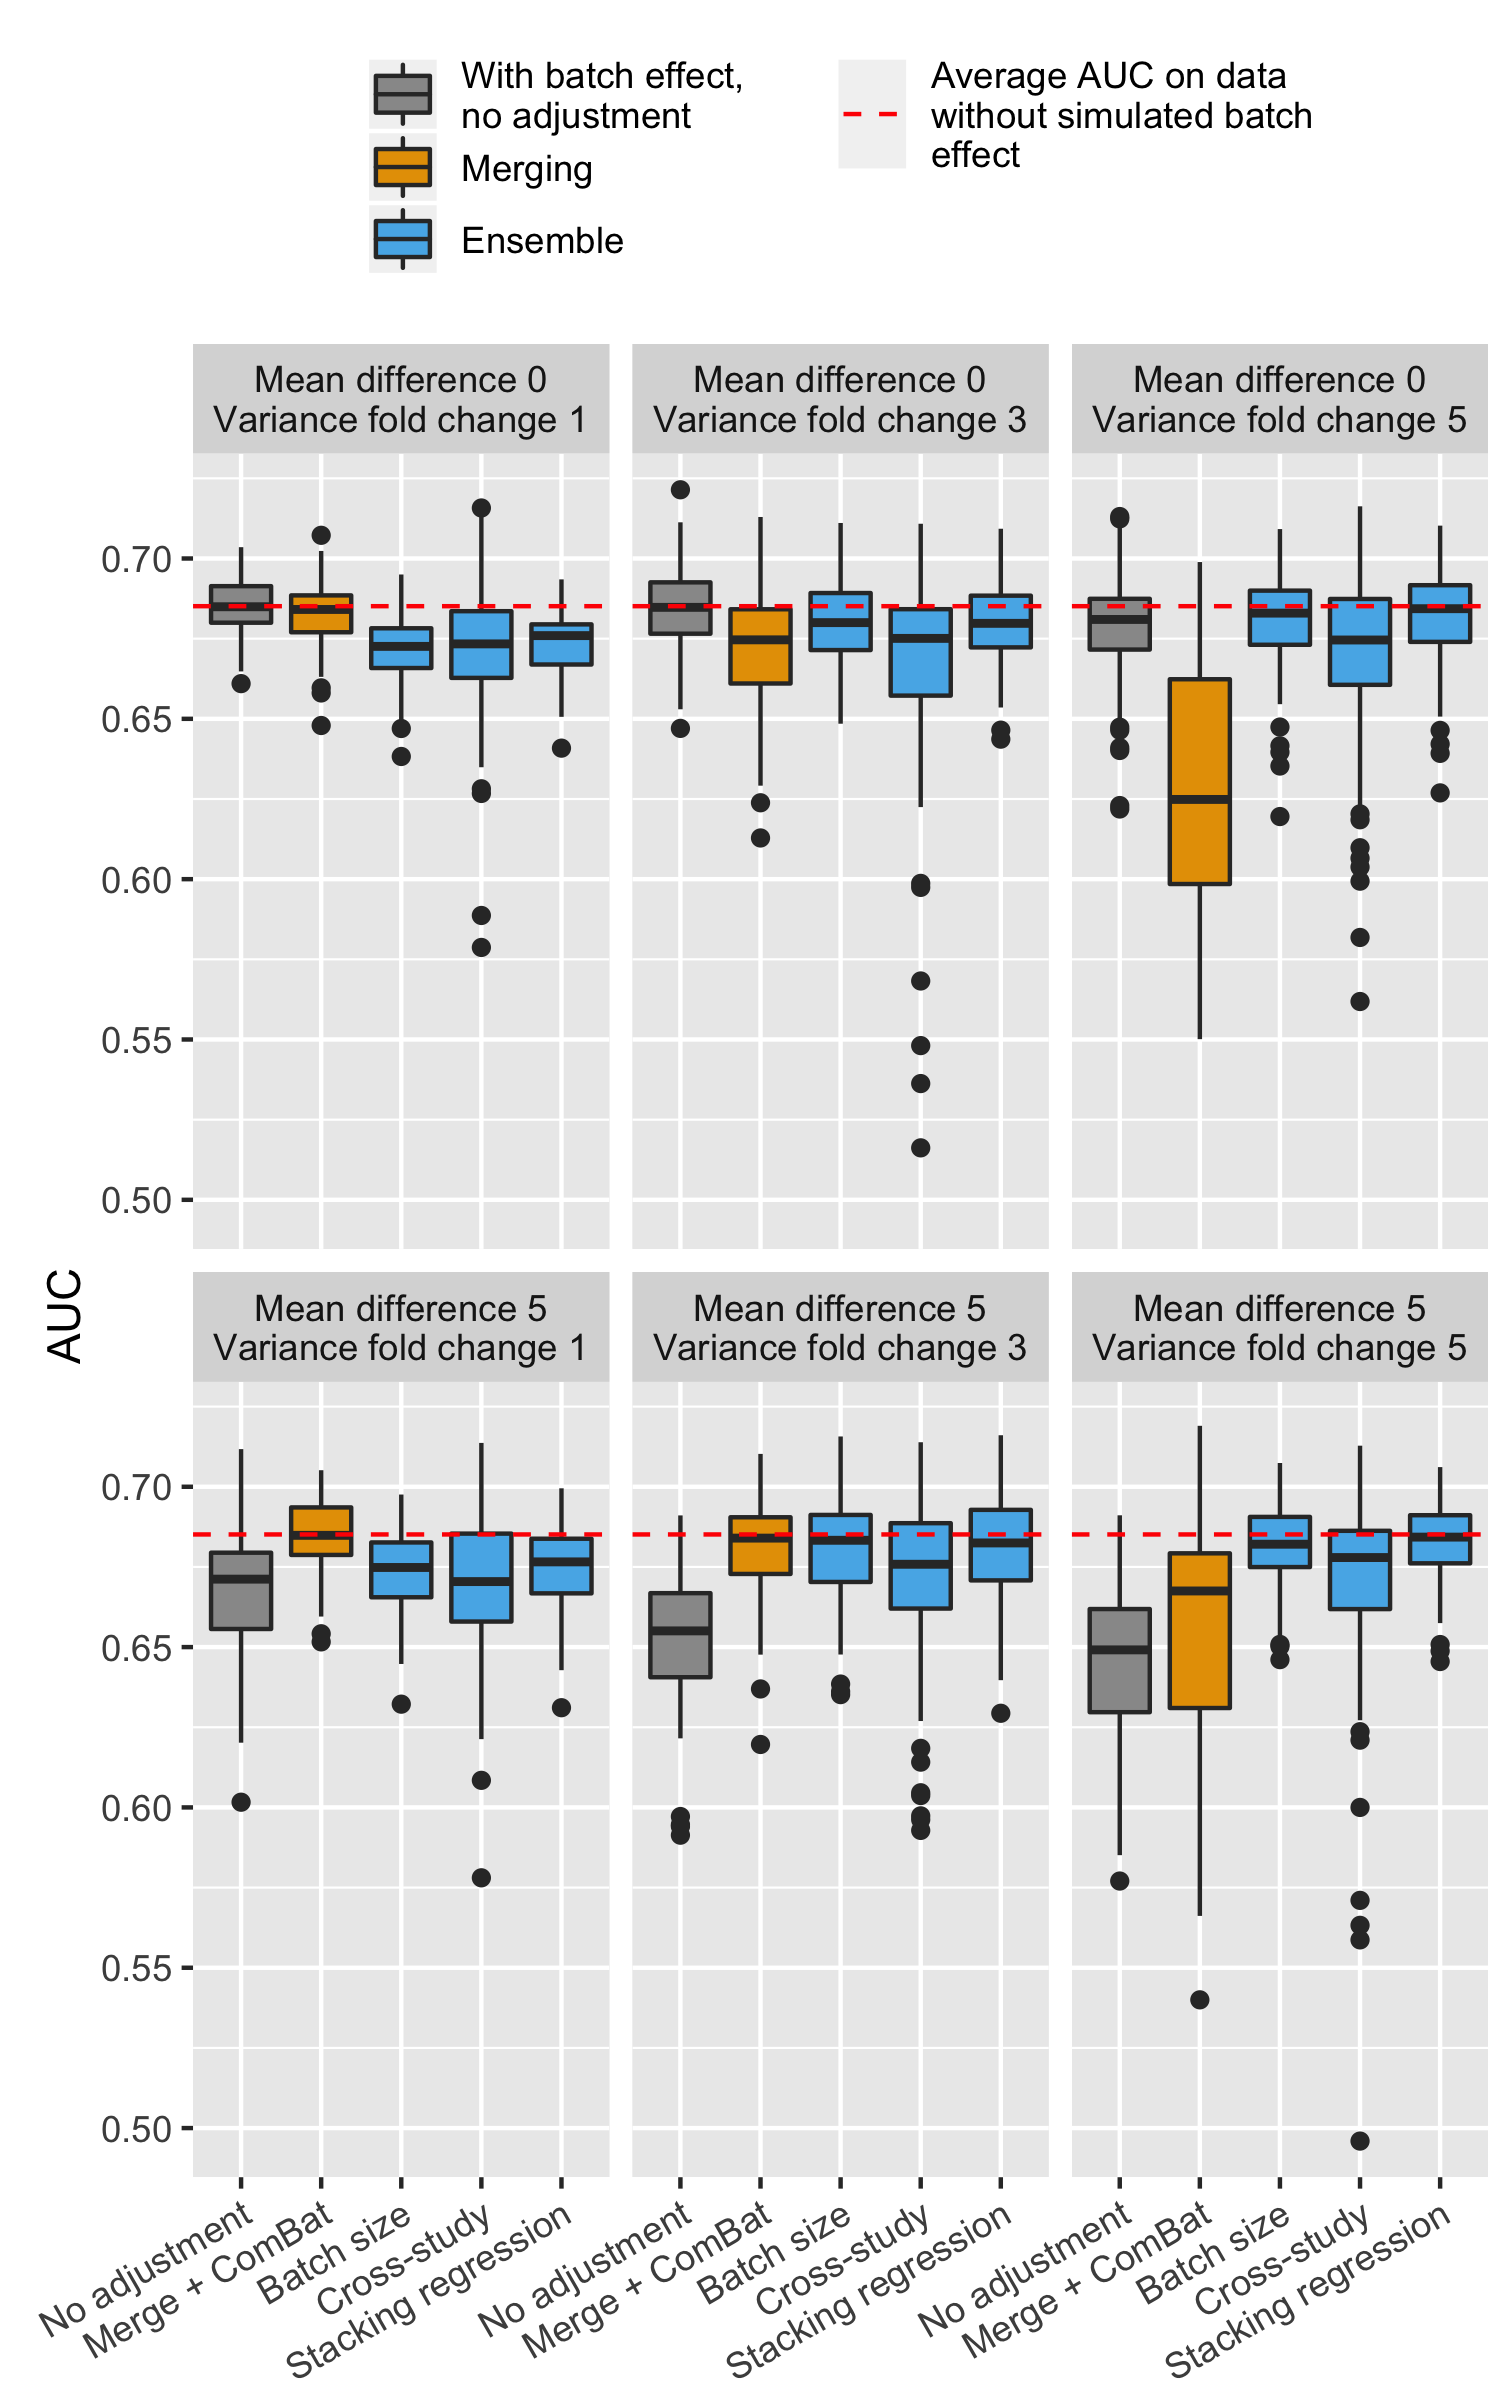 With batch effect,
no adjustment
Merging
Ensemble
Average AUC on data
without simulated batch
effect
Mean difference 0
Variance fold change 1
Mean difference 0
Variance fold change 3
Mean difference 0
Variance fold change 5
0.70
0.65
0.60
0.55
0.50
AUC
Mean difference 5
Variance fold change 1
Mean difference 5
Variance fold change 3
Mean difference 5
Variance fold change 5
0.70
0.65
0.60
0.55
0.50
No adjustment
Merge + ComBat
Batch size
Cross-study
Stacking regression
No adjustment
Merge + ComBat
Batch size
Cross-study
Stacking regression
No adjustment
Merge + ComBat
Batch size
Cross-study
Stacking regression